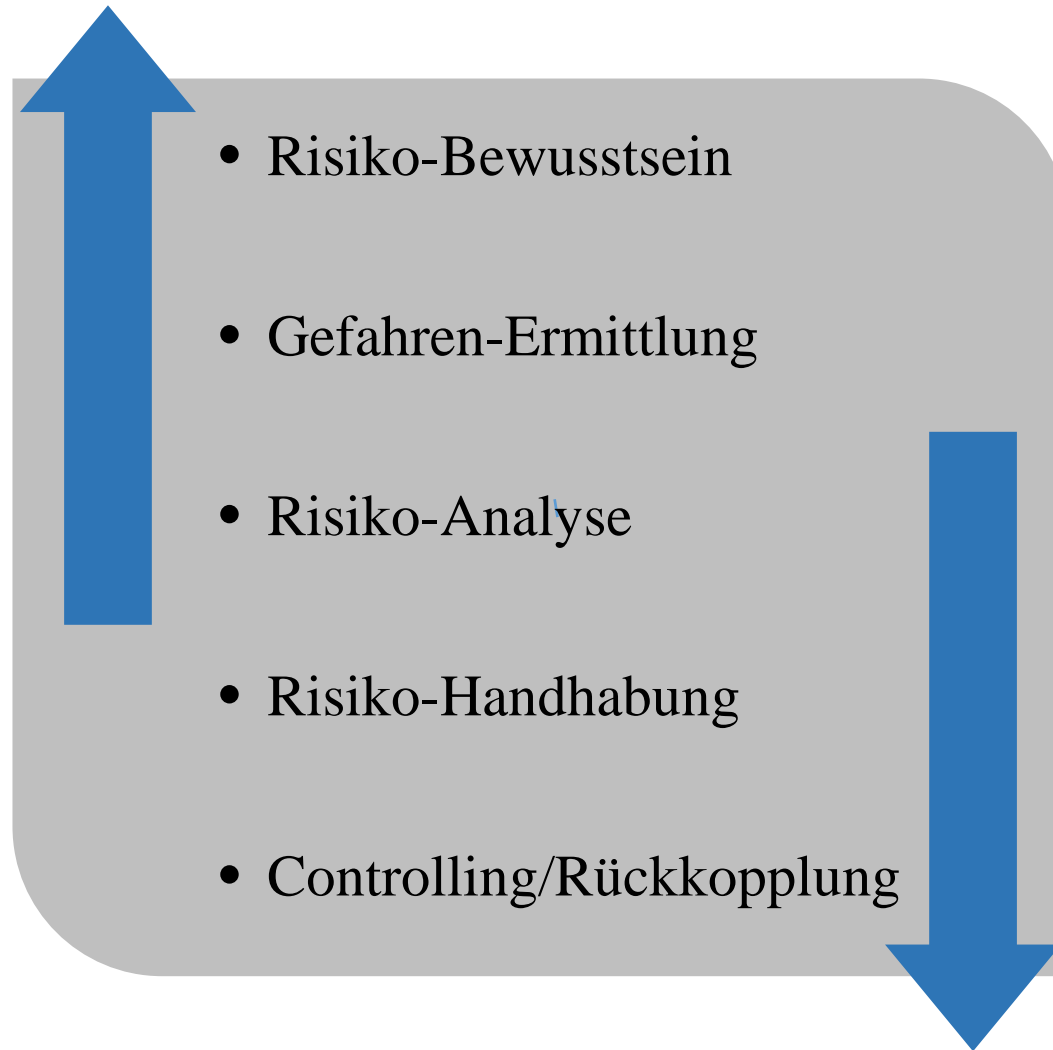 • Risiko-Bewusstsein
• Gefahren-Ermittlung
• Risiko-Analyse
• Risiko-Handhabung
• Controlling/Rückkopplung